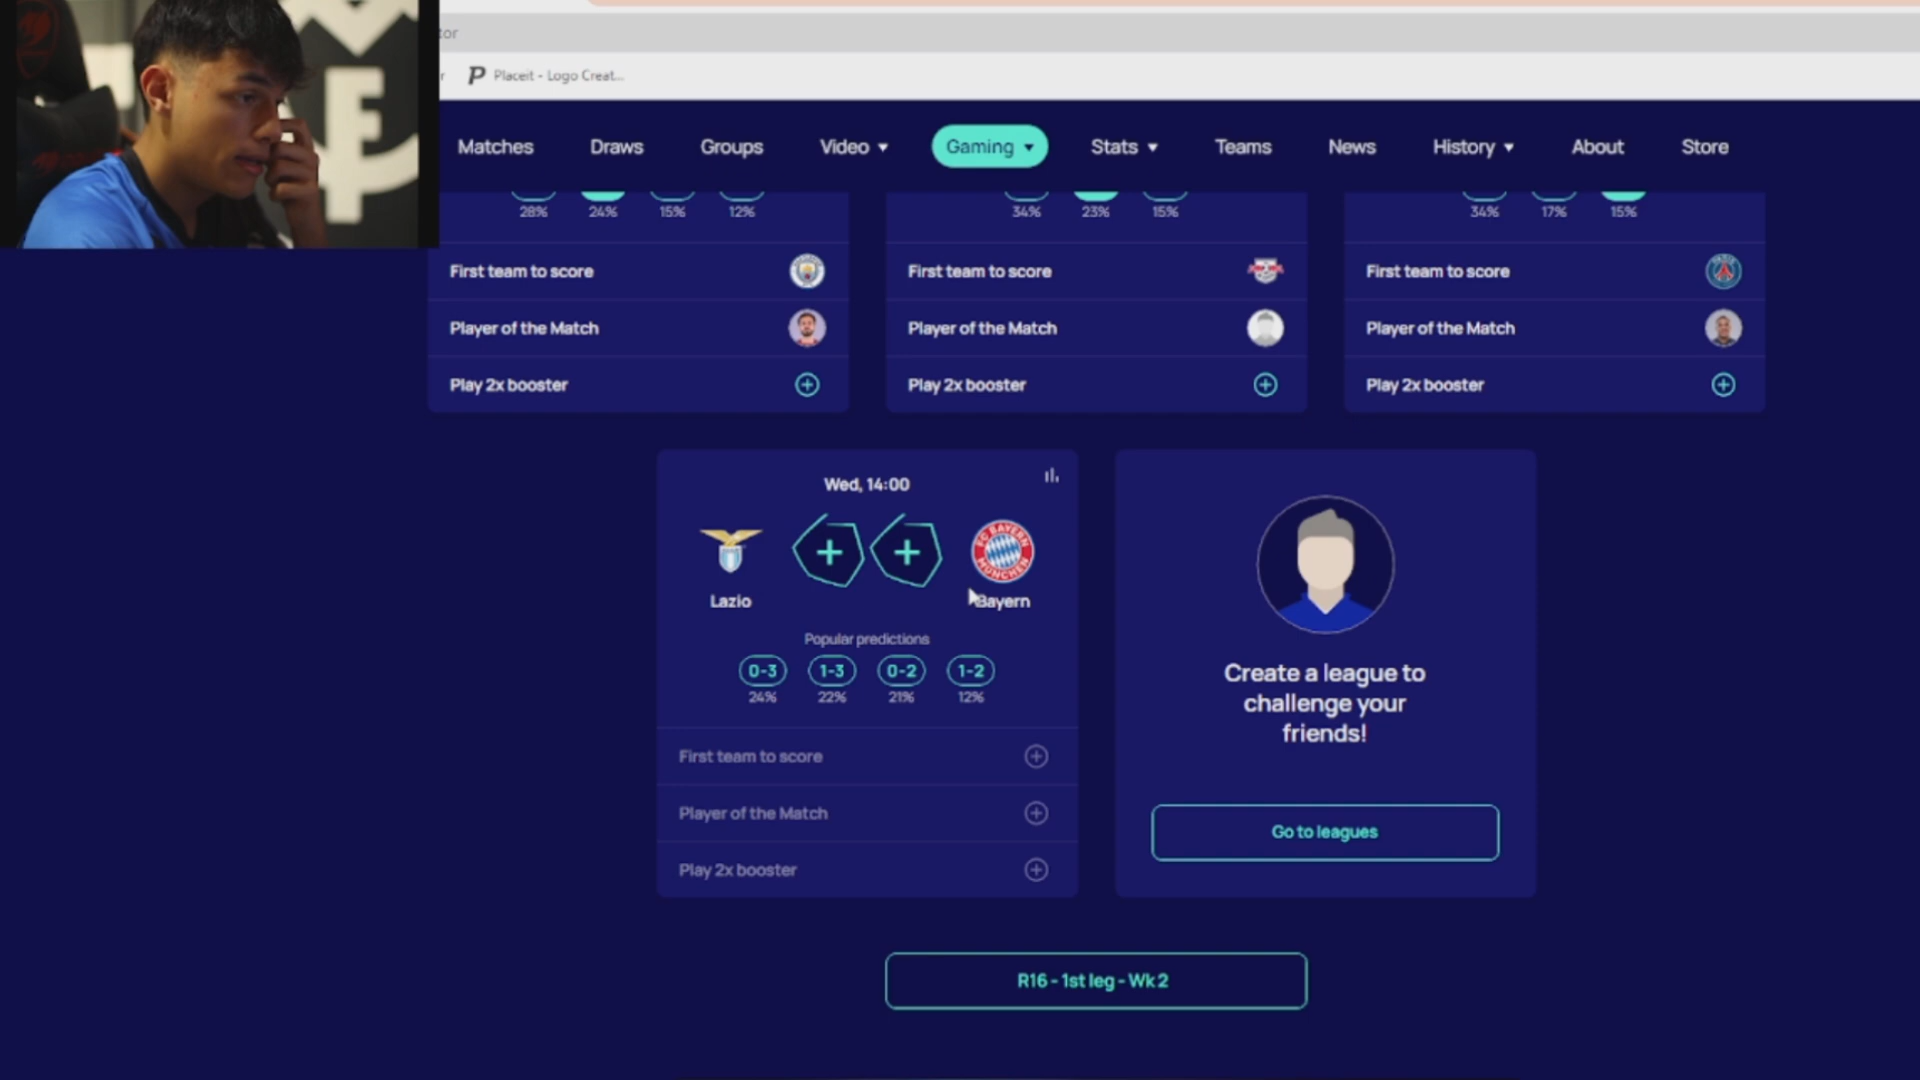 tor
r
Placeit - Logo Creat...
Matches
Draws
Groups
Video
Gaming
Stats
Teams
News
History
About
Store
28%
24%
15%
12%
34%
23%
15%
34%
17%
15%
First team to score
First team to score
First team to score
Player of the Match
Player of the Match
Player of the Match
Play 2x booster
Play 2x booster
Play 2x booster
Wed, 14:00
FC BAYERN
MÜNCHEN
Lazio
Bayern
Popular predictions
0-3
1-3
0-2
1-2
24%
22%
21%
12%
First team to score
Player of the Match
Play 2x booster
Create a league to
challenge your
friends!
Go to leagues
R16 - 1st leg - Wk 2